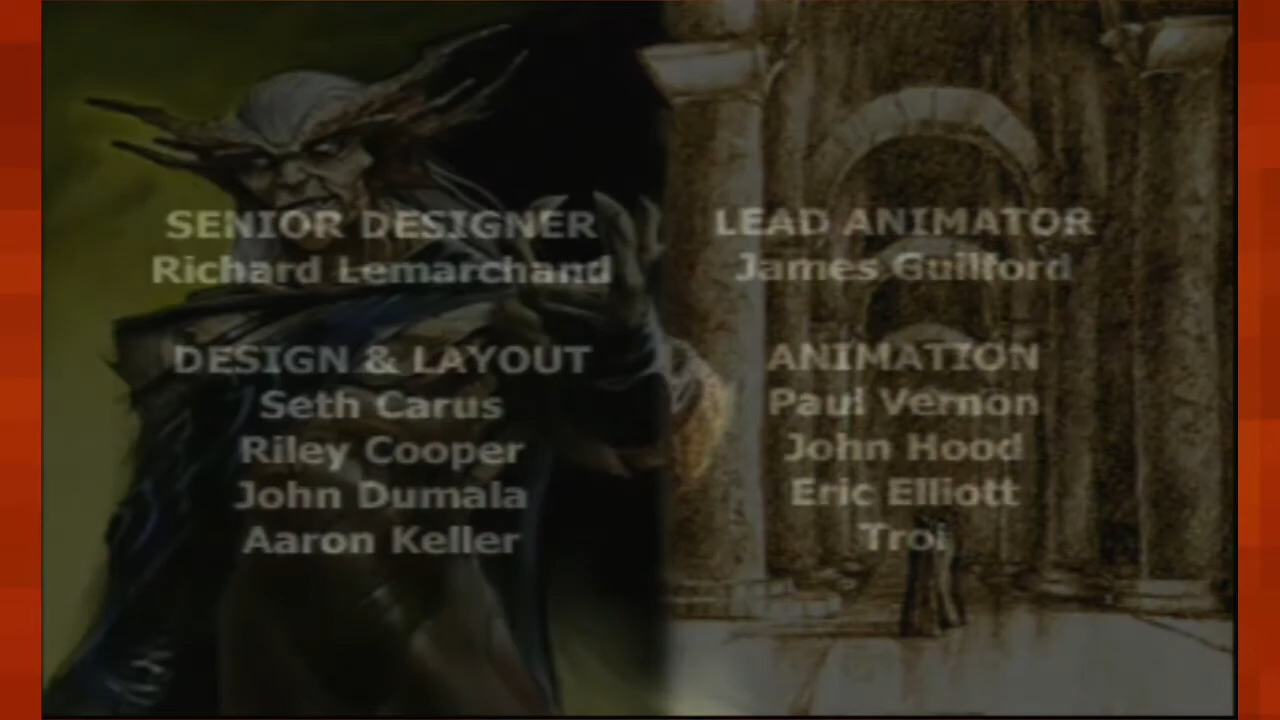 SENIOR DESIGNER
Richard Lemarchand
DESIGN & LAYOUT
Seth Carus
Riley Cooper
John Dumala
Aaron Keller
LEAD ANIMATOR
James Guilford
ANIMATION
Paul Vernon
John Hood
Eric Elliott
Troi